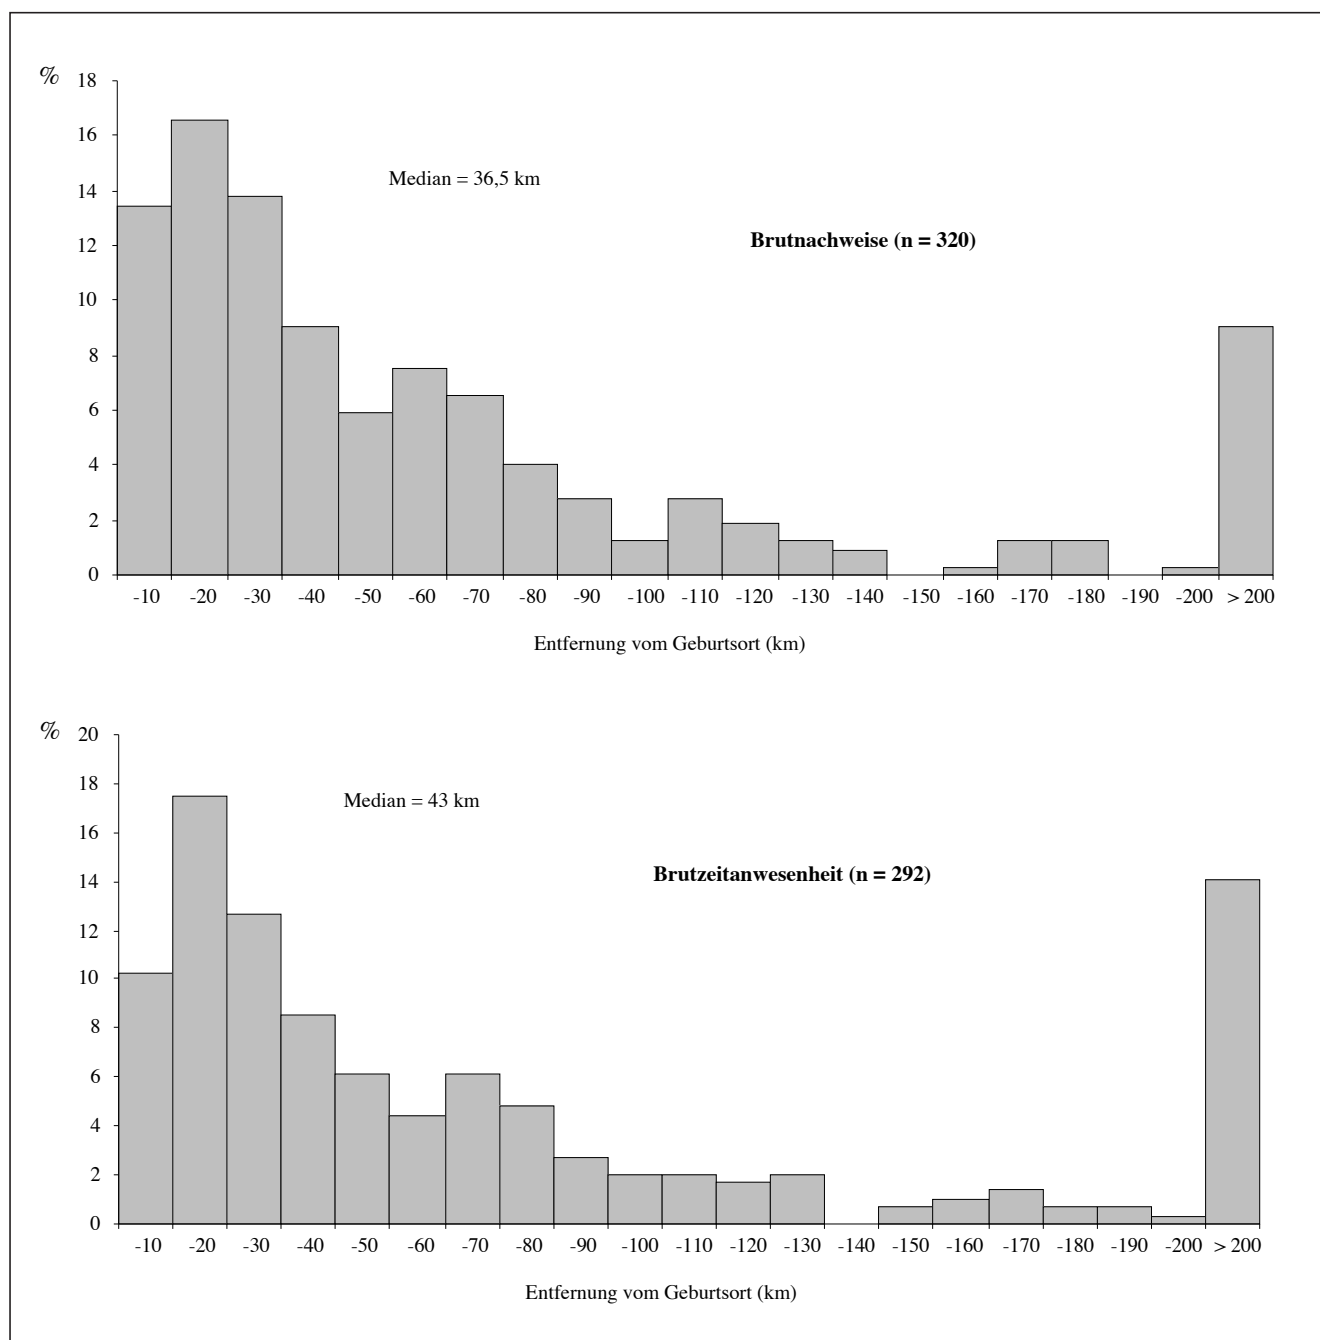 % 18
16
Median = 36,5 km
14
Brutnachweise (n = 320)
12
10
8
6
4
2
0
-10 -20 -30 -40 -50 -60 -70 -80 -90 -100 -110 -120 -130 -140 -150 -160 -170 -180 -190 -200 > 200
Entfernung vom Geburtsort (km)
% 20
18
Median = 43 km
16
14
Brutzeitanwesenheit (n = 292)
12
10
8
6
4
2
0
-10 -20 -30 -40 -50 -60 -70 -80 -90 -100 -110 -120 -130 -140 -150 -160 -170 -180 -190 -200 > 200
Entfernung vom Geburtsort (km)